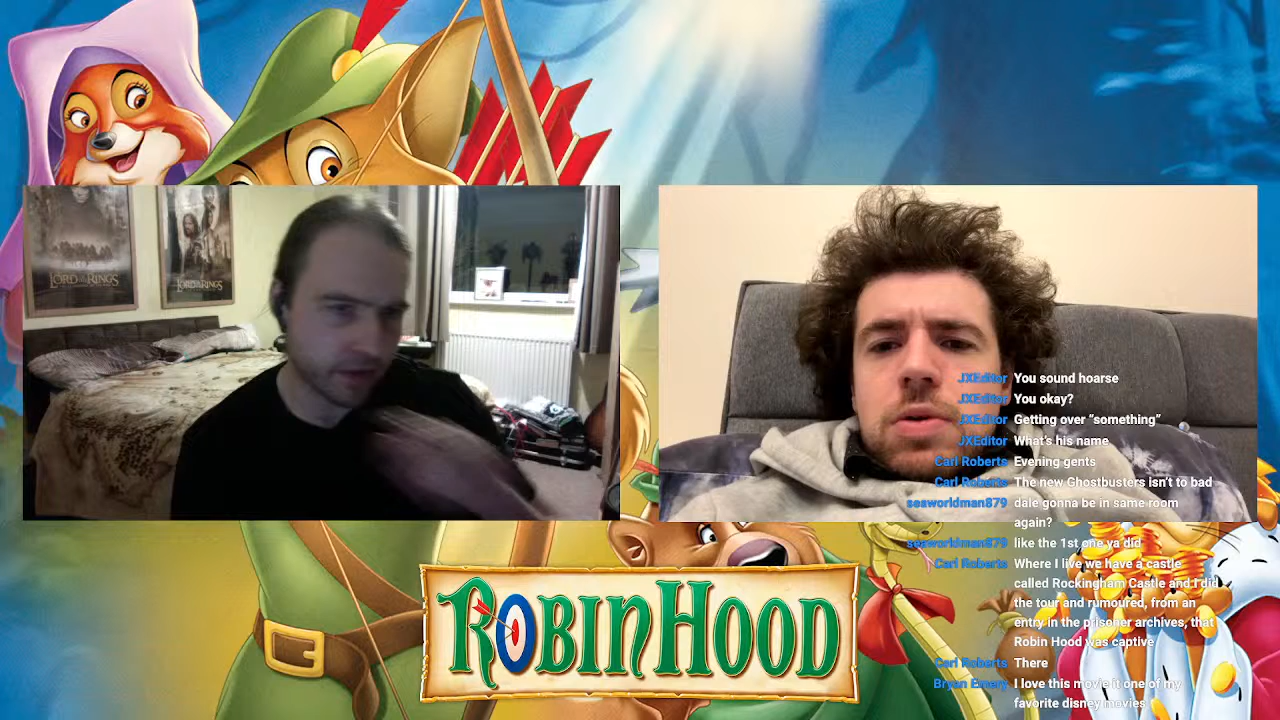 LORD OF THE RINGS
LORD OF THE RINGS
JXEditor You sound hoarse
JXEditor You okay?
JXEditor Getting over “something”
JXEditor What's his name
Carl Roberts Evening gents
Carl Roberts The new Ghostbusters isn't to bad
seaworldman879 dale gonna be in same room
again?
seaworldman879 like the 1st one ya did
Carl Roberts Where I live we have a castle
called Rockingham Castle and I did
the tour and rumoured, from an
entry in the prisoner archives, that
Robin Hood was captive
Carl Roberts There
Bryan Emery I love this movie it one of my
favorite disney movies
ROBIN HOOD